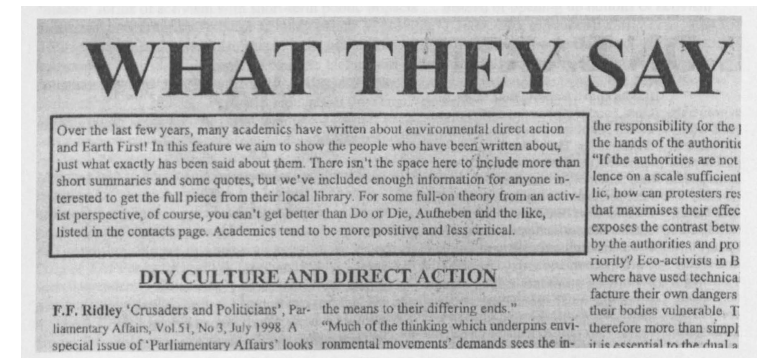 WHAT THEY SAY
Over the last few years, many academics have written about environmental direct action
and Earth First! In this feature we aim to show the people who have been written about,
just what exactly has been said about them. There isn't the space here to include more than
short summaries and some quotes, but we've included enough information for anyone in-
terested to get the full piece from their local library. For some full-on theory from an activ-
ist perspective, of course, you can't get better than Do or Die, Aufheben and the like,
listed in the contacts page. Academics tend to be more positive and less critical.
DIY CULTURE AND DIRECT ACTION
F.F. Ridley 'Crusaders and Politicians', Par-
liamentary Affairs, Vol.51, No 3, July 1998. A
special issue of 'Parliamentary Affairs' looks
the means to their differing ends."
"Much of the thinking which underpins envi-
ronmental movements' demands sees the in-
the responsibility for the
the hands of the authoritie
"If the authorities are not
lence on a scale sufficient
lic, how can protesters res
that maximises their effec
exposes the contrast betw
by the authorities and pro
riority? Eco-activists in B
where have used technica
facture their own dangers
their bodies vulnerable. T
therefore more than simpl
it is essential to the dual a